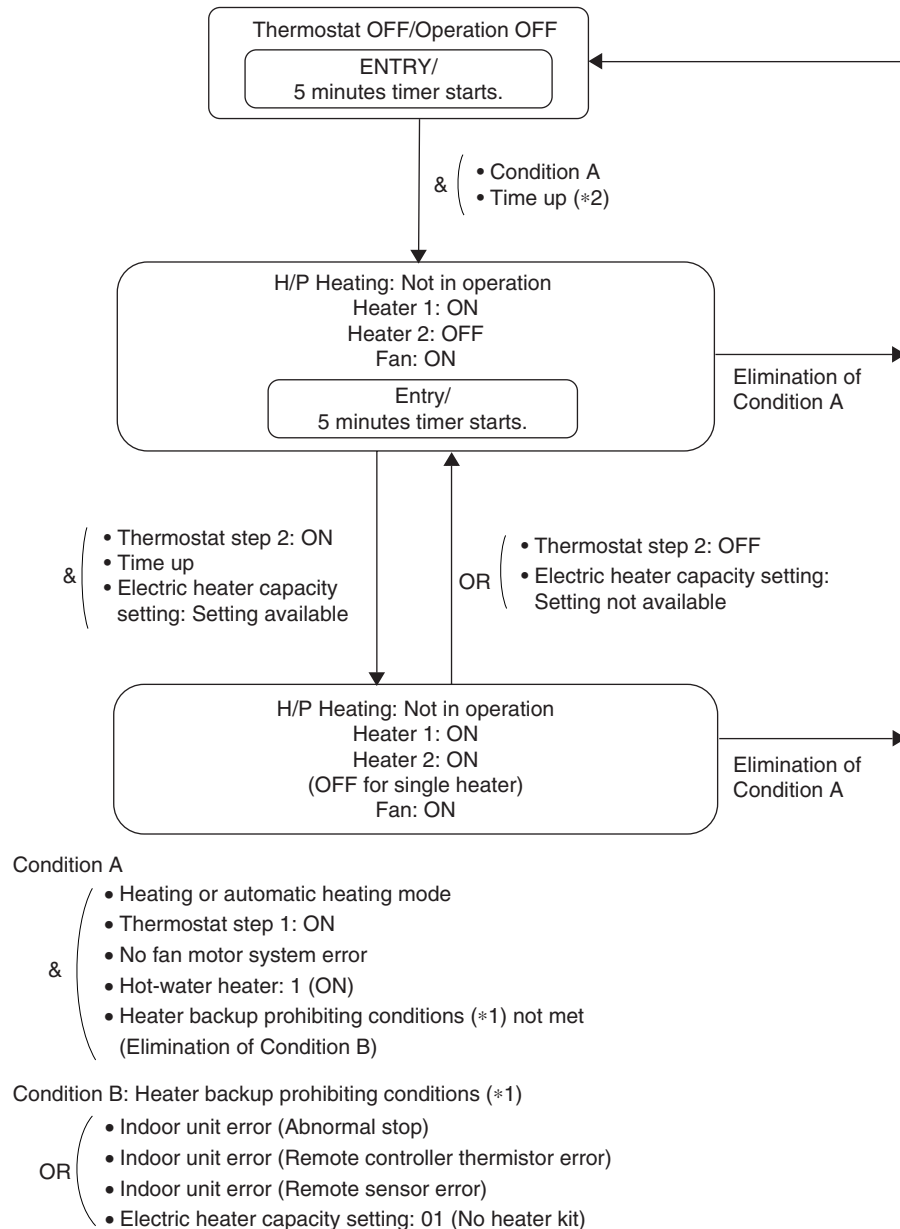 Thermostat OFF/Operation OFF
ENTRY/
5 minutes timer starts.
&
• Condition A
• Time up (*2)
H/P Heating: Not in operation
Heater 1: ON
Heater 2: OFF
Fan: ON
Entry/
5 minutes timer starts.
Elimination of
Condition A
&
• Thermostat step 2: ON
• Time up
• Electric heater capacity
setting: Setting available
OR
• Thermostat step 2: OFF
• Electric heater capacity setting:
Setting not available
H/P Heating: Not in operation
Heater 1: ON
Heater 2: ON
(OFF for single heater)
Fan: ON
Elimination of
Condition A
Condition A
&
• Heating or automatic heating mode
• Thermostat step 1: ON
• No fan motor system error
• Hot-water heater: 1 (ON)
• Heater backup prohibiting conditions (*1) not met
(Elimination of Condition B)
Condition B: Heater backup prohibiting conditions (*1)
OR
• Indoor unit error (Abnormal stop)
• Indoor unit error (Remote controller thermistor error)
• Indoor unit error (Remote sensor error)
• Electric heater capacity setting: 01 (No heater kit)